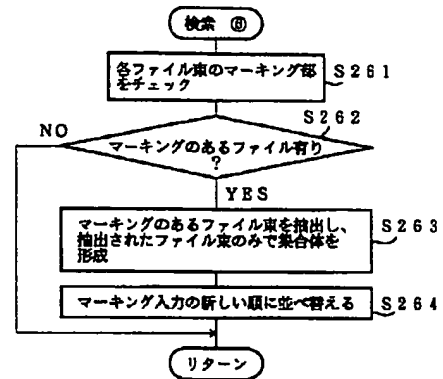 検索 ⑥
各ファイル束のマーキング部
をチェック
S261
S262
NO
マーキングのあるファイル有り
?
YES
マーキングのあるファイル束を抽出し、
抽出されたファイル束のみで集合体を
形成
S263
マーキング入力の新しい順に並べ替える
S264
リターン